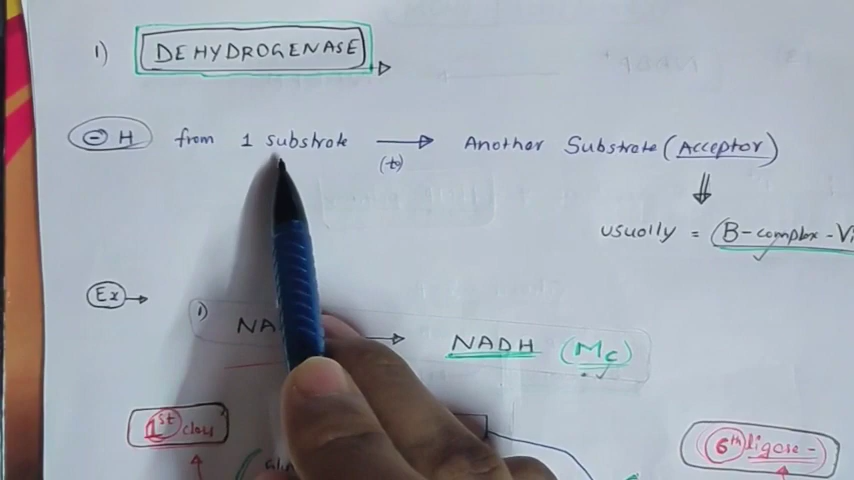 1) DEHYDROGENASE
⊖ H from 1 substrate → Another Substrate (Acceptor)
(to)
usually = (B-complex-Vi
Ex →
1) NA → NADH (Mc)
1st class
6th ligase -